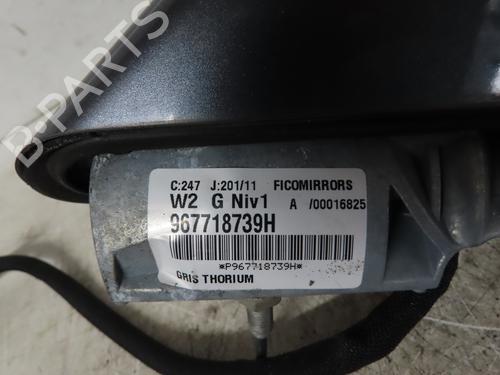 B-PARTS
C:247 J:201/11 FICOMIRRORS
W2 G Niv1 A /00016825
967718739H
*P967718739H*
GRIS THORIUM